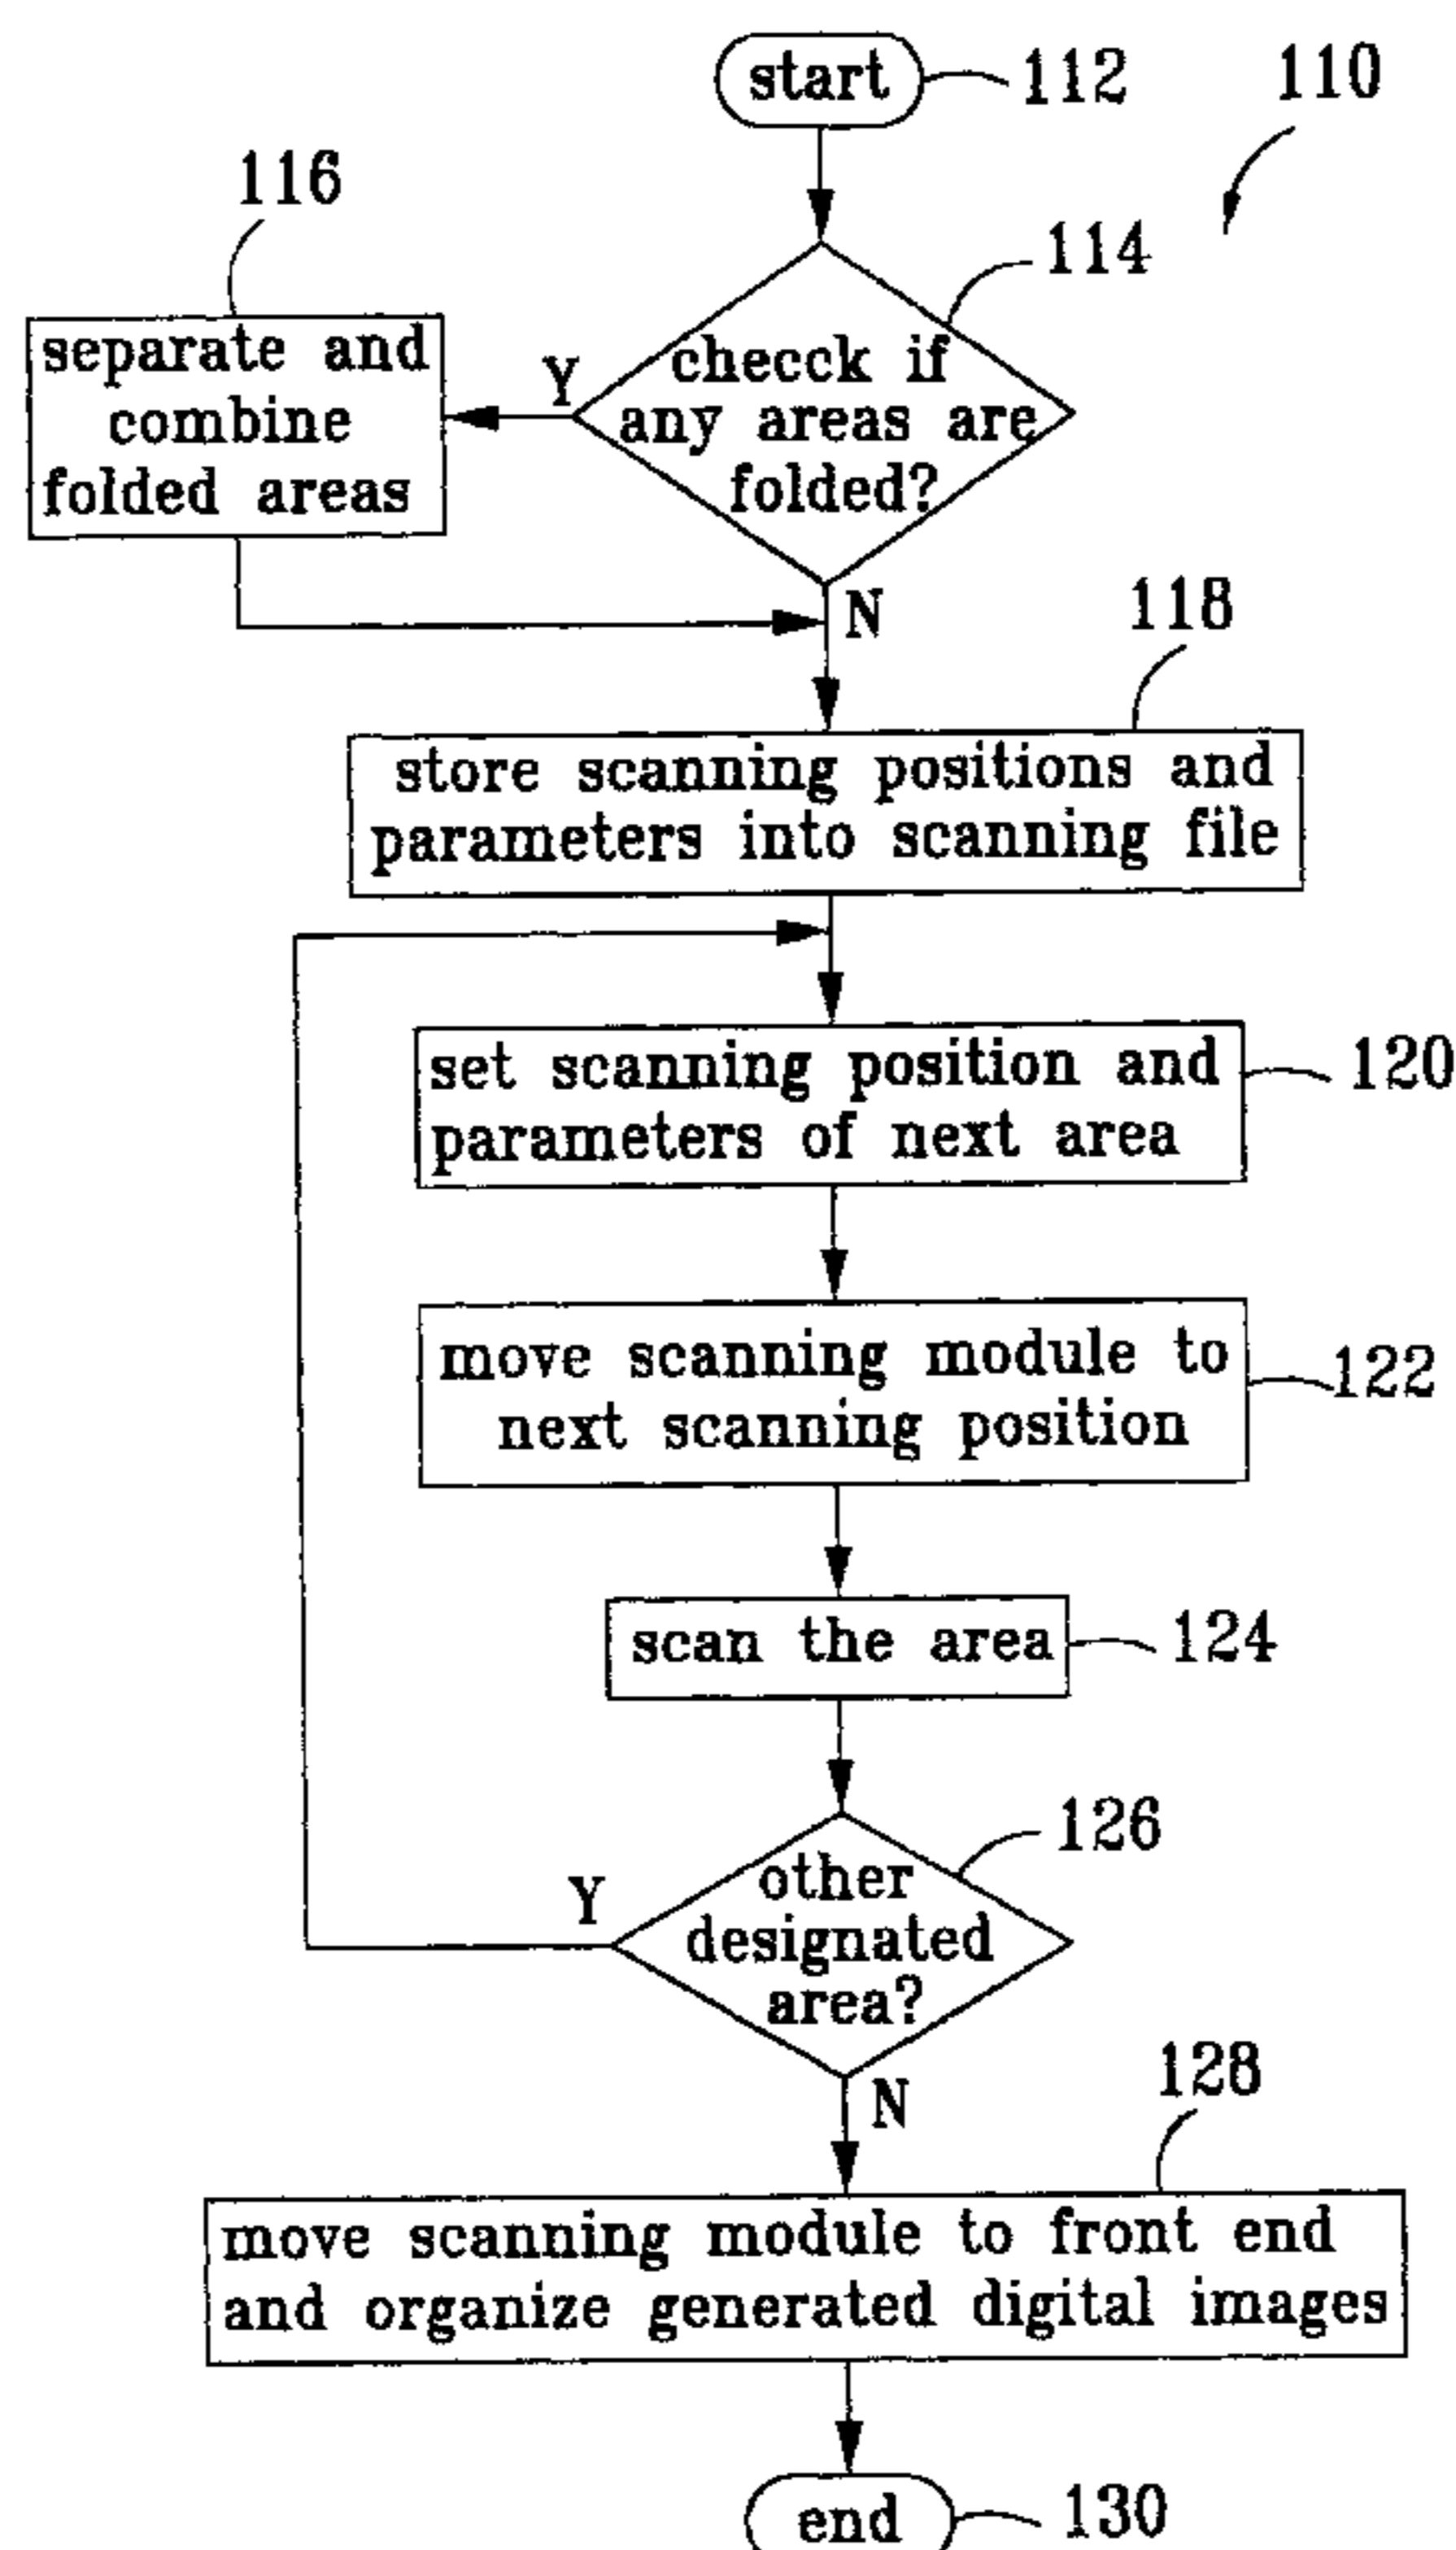 start
112
110
116
114
separate and
combine
folded areas
Y
checck if
any areas are
folded?
N
118
store scanning positions and
parameters into scanning file
set scanning position and
parameters of next area
120
move scanning module to
next scanning position
122
scan the area
124
126
Y
other
designated
area?
N
128
move scanning module to front end
and organize generated digital images
end
130